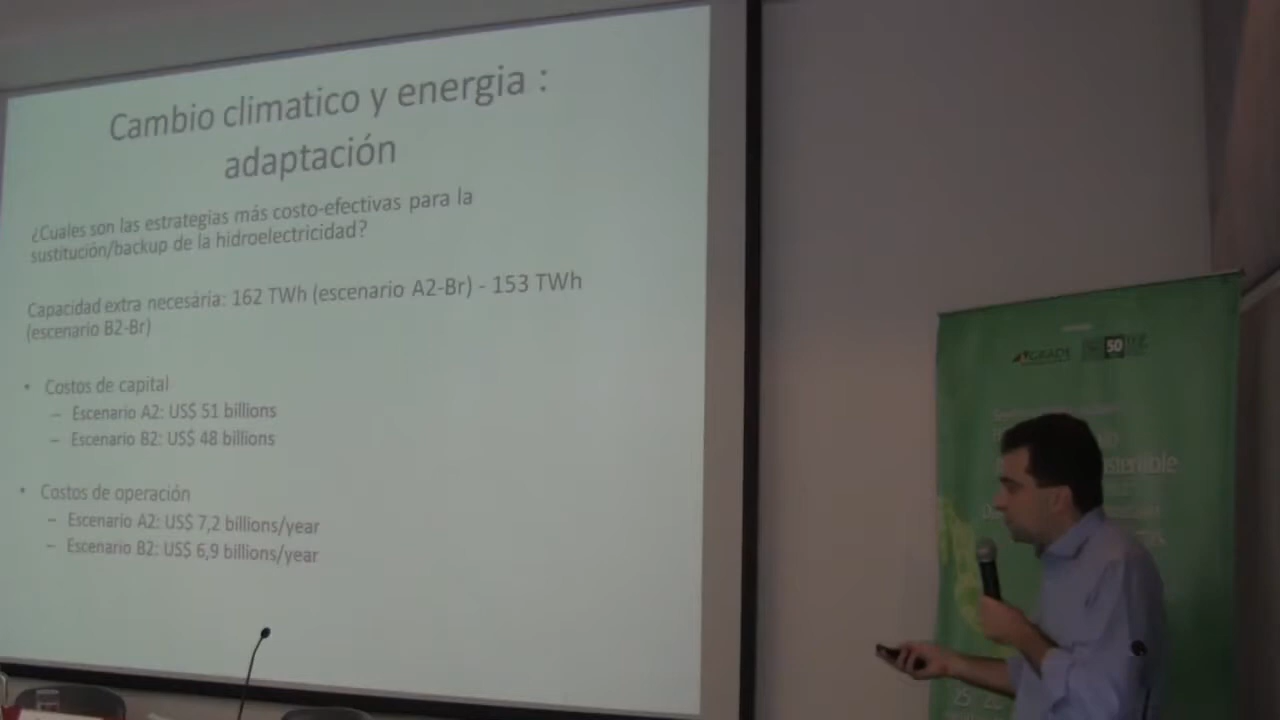 Cambio climatico y energia :
adaptación
¿Cuales son las estrategias más costo-efectivas para la
sustitución/backup de la hidroelectricidad?
Capacidad extra necesária: 162 TWh (escenario A2-Br) - 153 TWh
(escenario B2-Br)
• Costos de capital
– Escenario A2: US$ 51 billions
– Escenario B2: US$ 48 billions
• Costos de operación
– Escenario A2: US$ 7,2 billions/year
– Escenario B2: US$ 6,9 billions/year
GRADE
50
25